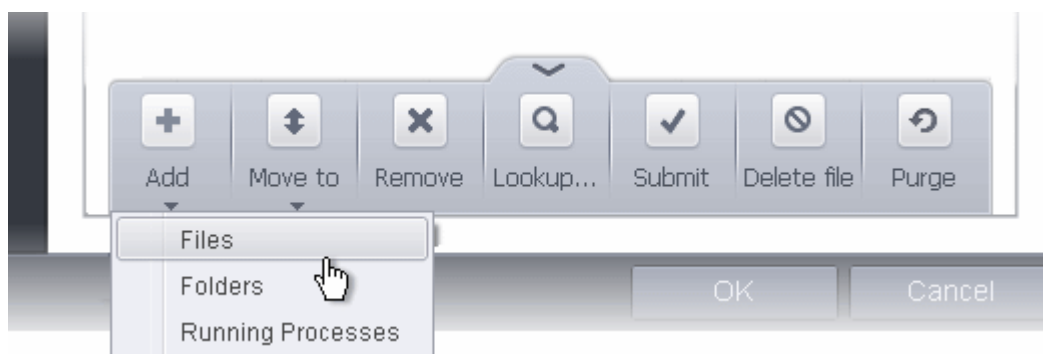 Add Move to Remove Lookup... Submit Delete file Purge
Files
Folders
OK Cancel
Running Processes